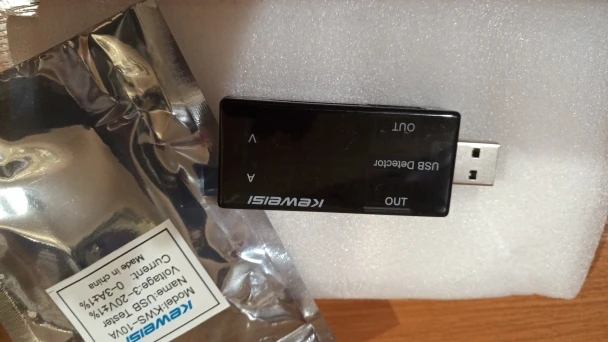 KEWEISI
OUT
A
USB Detector
V
OUT
KEWEISI
Model:KWS-10VA
Name:USB Tester
Voltage:3-20V±1%
Current: 0-3A±1%
Made in china